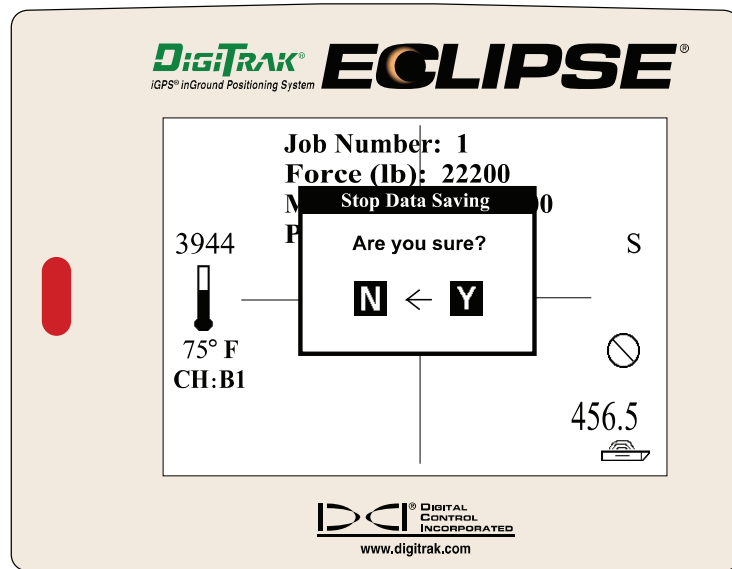 DIGITRAK®
iGPS® inGround Positioning System
ECLIPSE®
Job Number: 1
Force (lb): 22200
Stop Data Saving
Are you sure?
N ← Y
3944
75° F
CH:B1
S
456.5
DCI® DIGITAL
CONTROL
INCORPORATED
www.digitrak.com